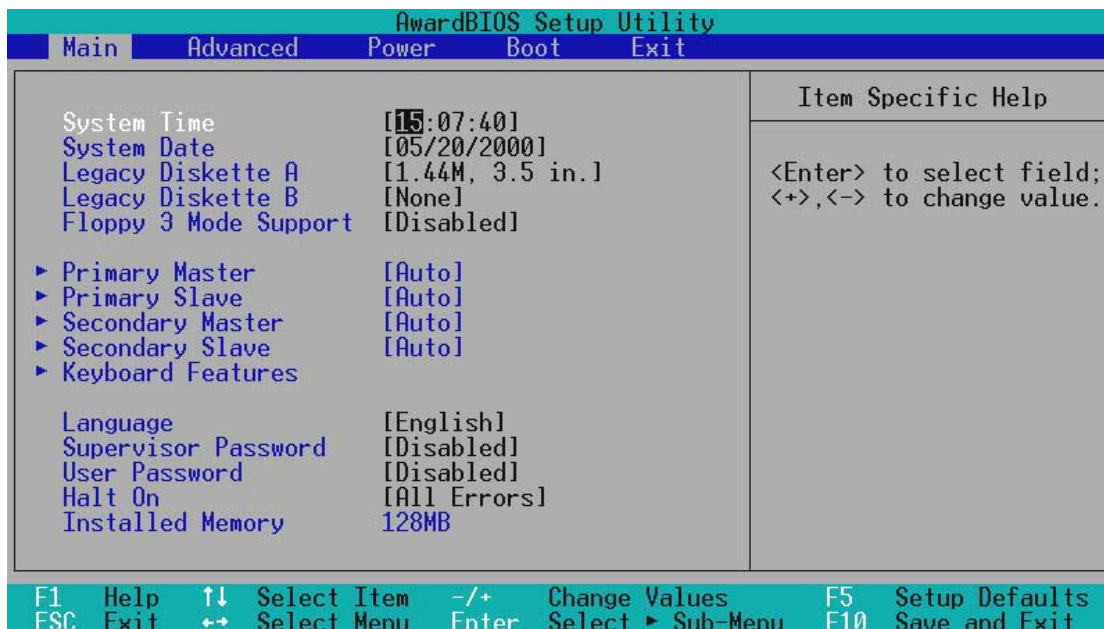 AwardBIOS Setup Utility
Main Advanced Power Boot Exit
System Time [15:07:40]
System Date [05/20/2000]
Legacy Diskette A [1.44M, 3.5 in.]
Legacy Diskette B [None]
Floppy 3 Mode Support [Disabled]
► Primary Master [Auto]
► Primary Slave [Auto]
► Secondary Master [Auto]
► Secondary Slave [Auto]
► Keyboard Features
Language [English]
Supervisor Password [Disabled]
User Password [Disabled]
Halt On [All Errors]
Installed Memory 128MB
Item Specific Help
<Enter> to select field;
<+>,<-> to change value.
F1 Help ↑↓ Select Item -/+ Change Values F5 Setup Defaults
ESC Exit ←→ Select Menu Enter Select ► Sub-Menu F10 Save and Exit